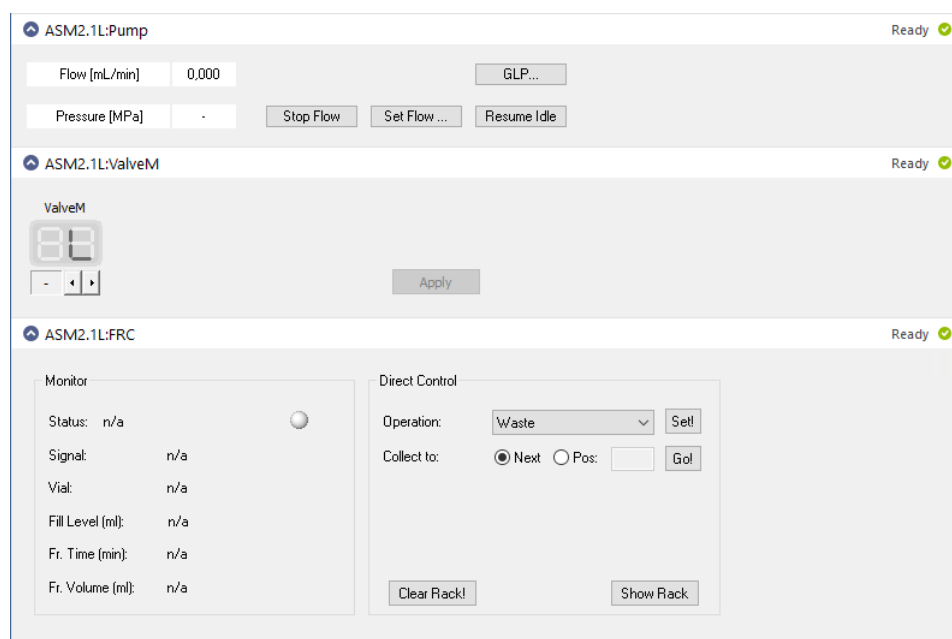 ASM2.1L:Pump Ready
Flow [mL/min] 0,000 GLP...
Pressure [MPa] - Stop Flow Set Flow ... Resume Idle
ASM2.1L:ValveM Ready
ValveM
L
- Apply
ASM2.1L:FRC Ready
Monitor Direct Control
Status: n/a Operation: Waste Set!
Signal: n/a Collect to: Next Pos: Go!
Vial: n/a
Fill Level (ml): n/a
Fr. Time (min): n/a
Fr. Volume (ml): n/a Clear Rack! Show Rack